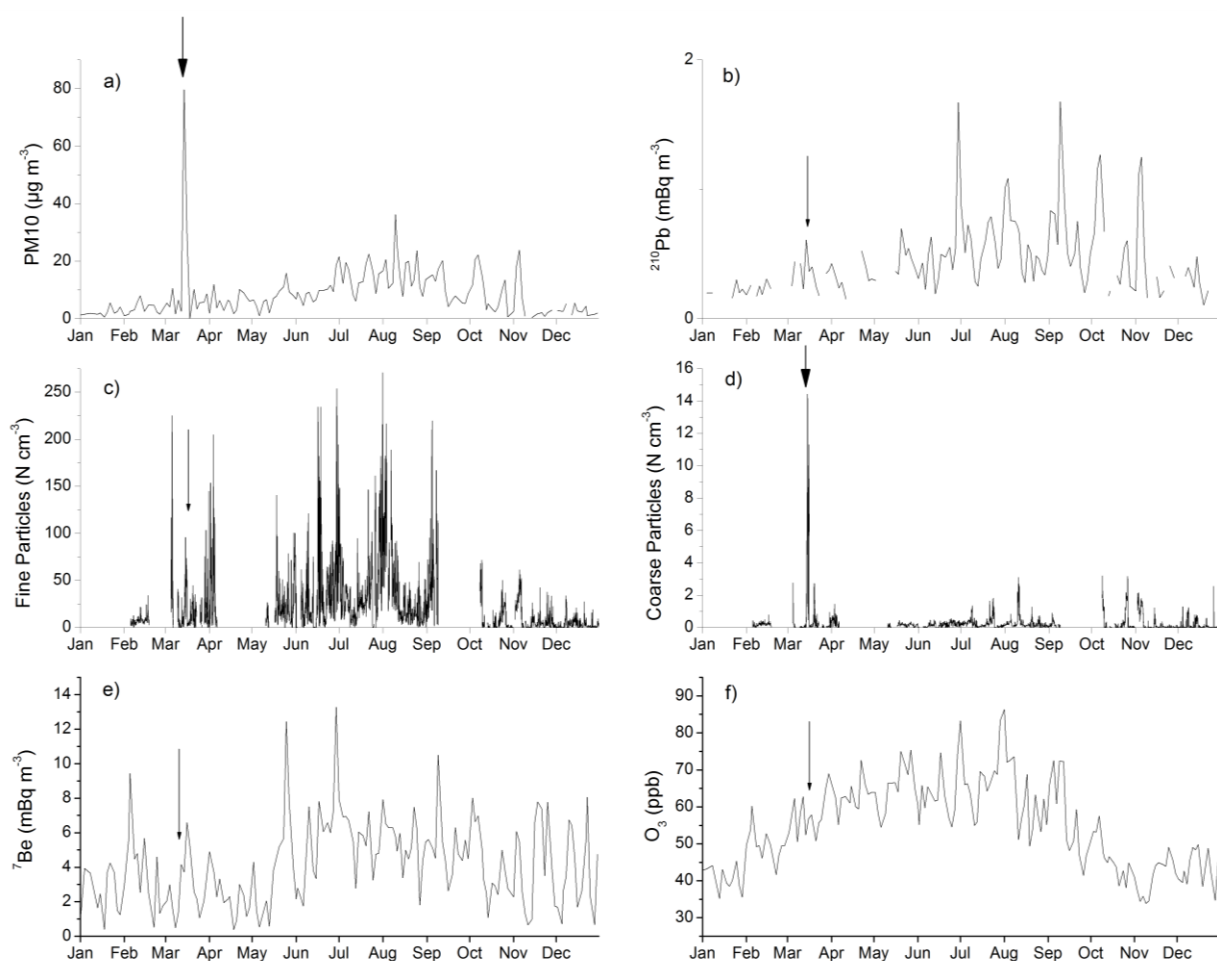 a)
PM10 (µg m⁻³)
80
60
40
20
0
Jan Feb Mar Apr May Jun Jul Aug Sep Oct Nov Dec
b)
²¹⁰Pb (mBq m⁻³)
2
1
0
Jan Feb Mar Apr May Jun Jul Aug Sep Oct Nov Dec
c)
Fine Particles (N cm⁻³)
250
200
150
100
50
0
Jan Feb Mar Apr May Jun Jul Aug Sep Oct Nov Dec
d)
Coarse Particles (N cm⁻³)
16
14
12
10
8
6
4
2
0
Jan Feb Mar Apr May Jun Jul Aug Sep Oct Nov Dec
e)
⁷Be (mBq m⁻³)
14
12
10
8
6
4
2
0
Jan Feb Mar Apr May Jun Jul Aug Sep Oct Nov Dec
f)
O₃ (ppb)
90
80
70
60
50
40
30
Jan Feb Mar Apr May Jun Jul Aug Sep Oct Nov Dec